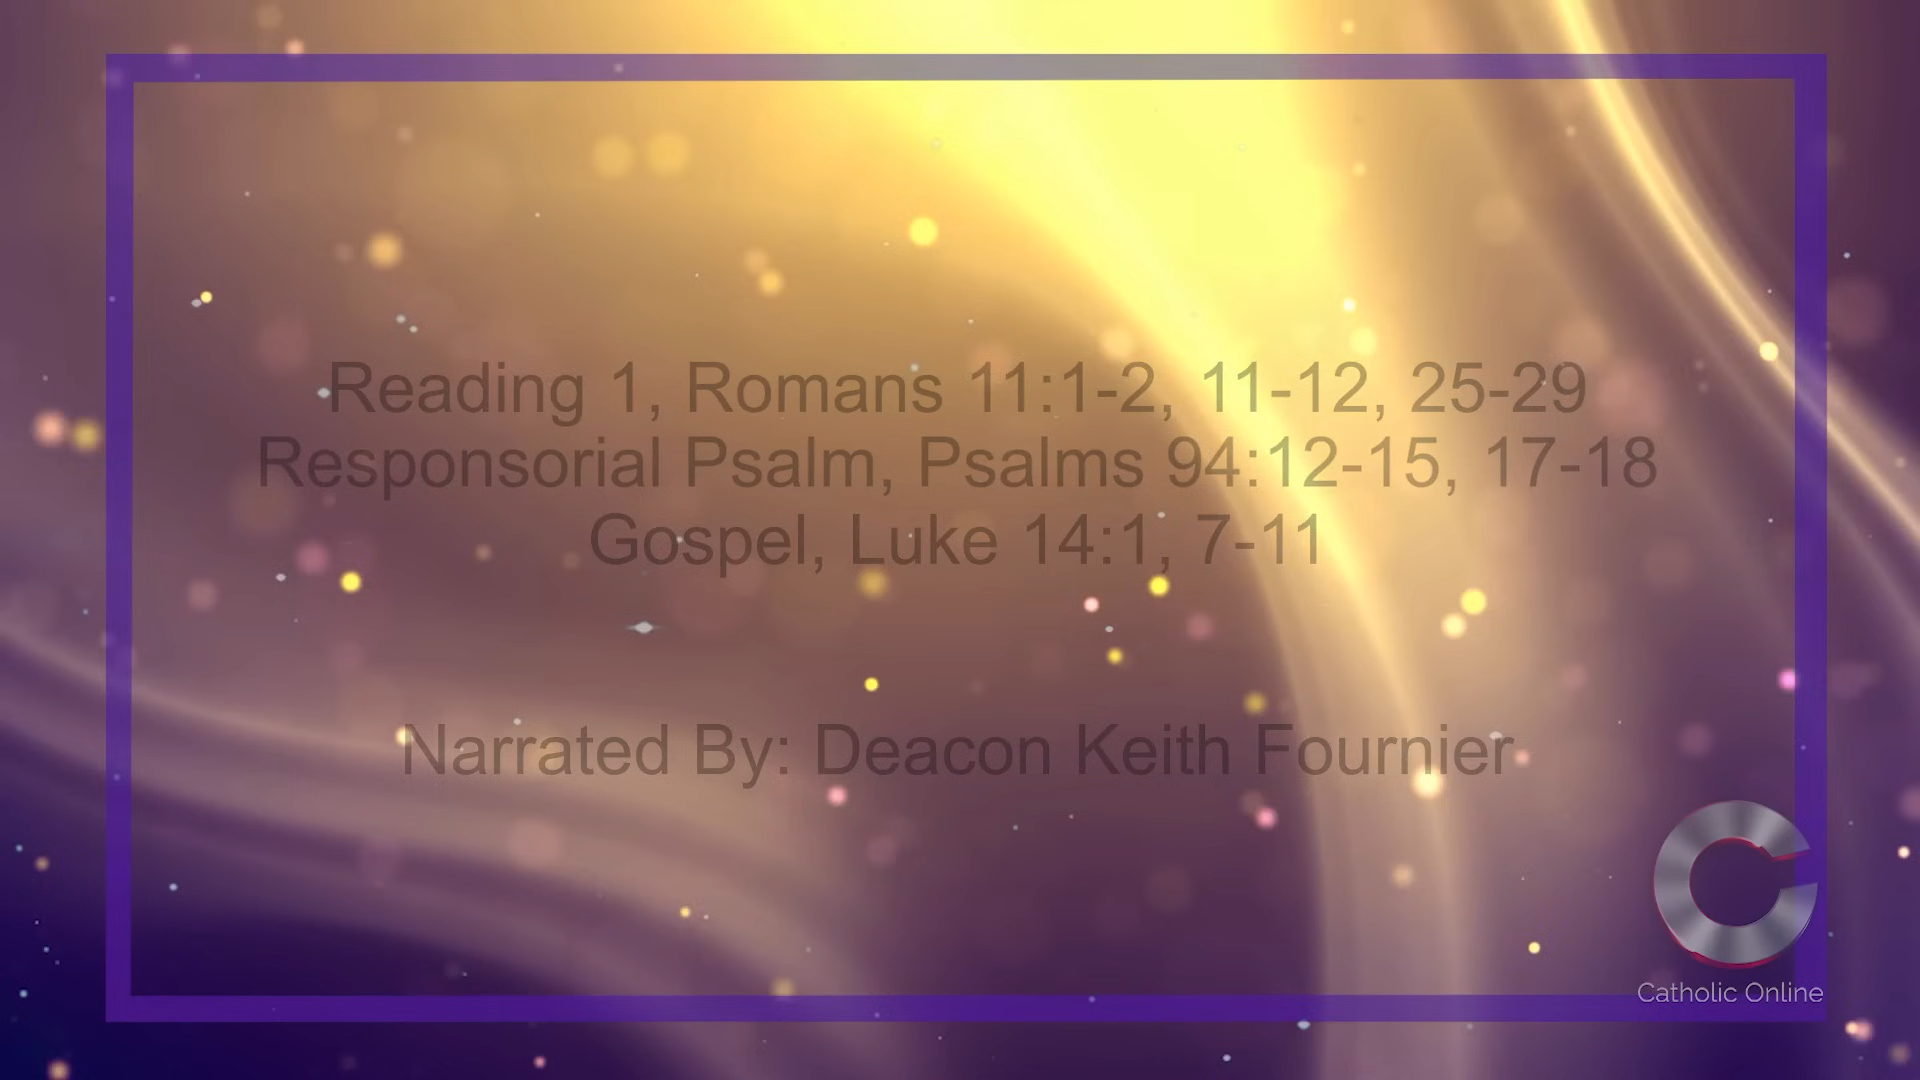 Reading 1, Romans 11:1-2, 11-12, 25-29
Responsorial Psalm, Psalms 94:12-15, 17-18
Gospel, Luke 14:1, 7-11
Narrated By: Deacon Keith Fournier
Catholic Online